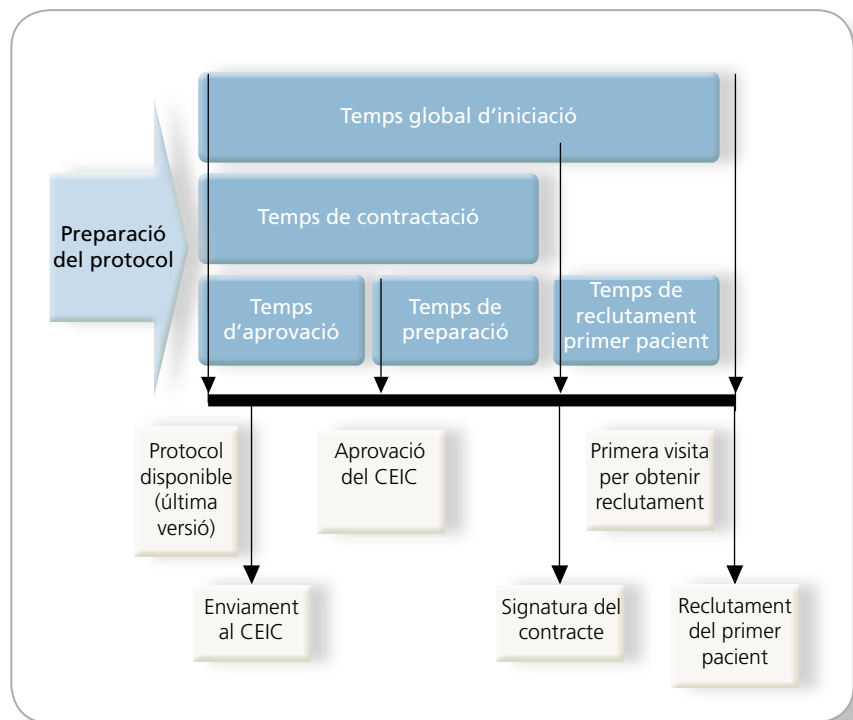 Temps global d’iniciació
Temps de contractació
Preparació
del protocol
Temps
d’aprovació
Temps de
preparació
Temps de
reclutament
primer pacient
Protocol
disponible
(última
versió)
Aprovació
del CEIC
Primera visita
per obtenir
reclutament
Enviament
al CEIC
Signatura del
contracte
Reclutament
del primer
pacient